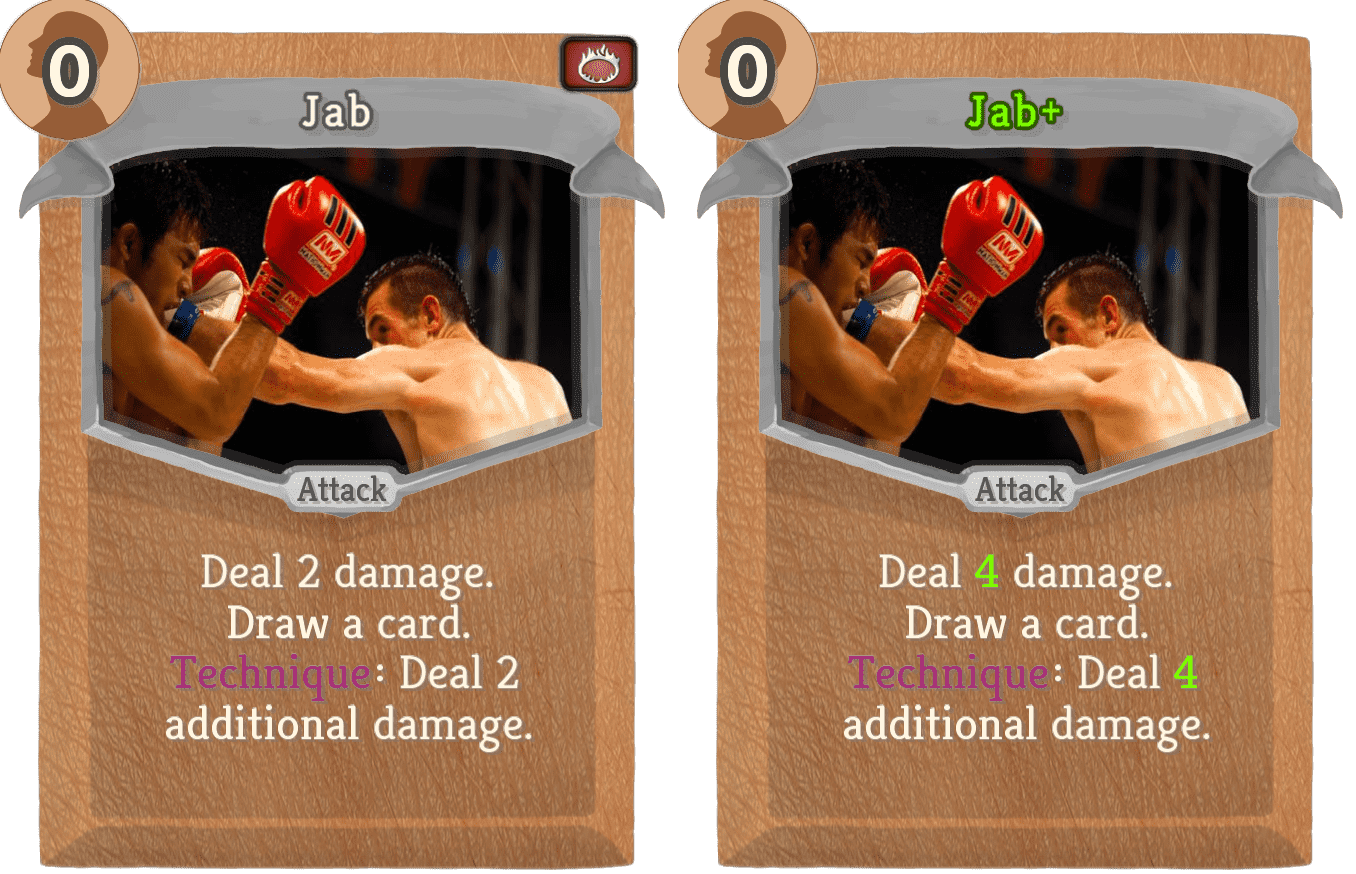 0
Jab
Attack
Deal 2 damage.
Draw a card.
Technique: Deal 2
additional damage.
0
Jab+
Attack
Deal 4 damage.
Draw a card.
Technique: Deal 4
additional damage.